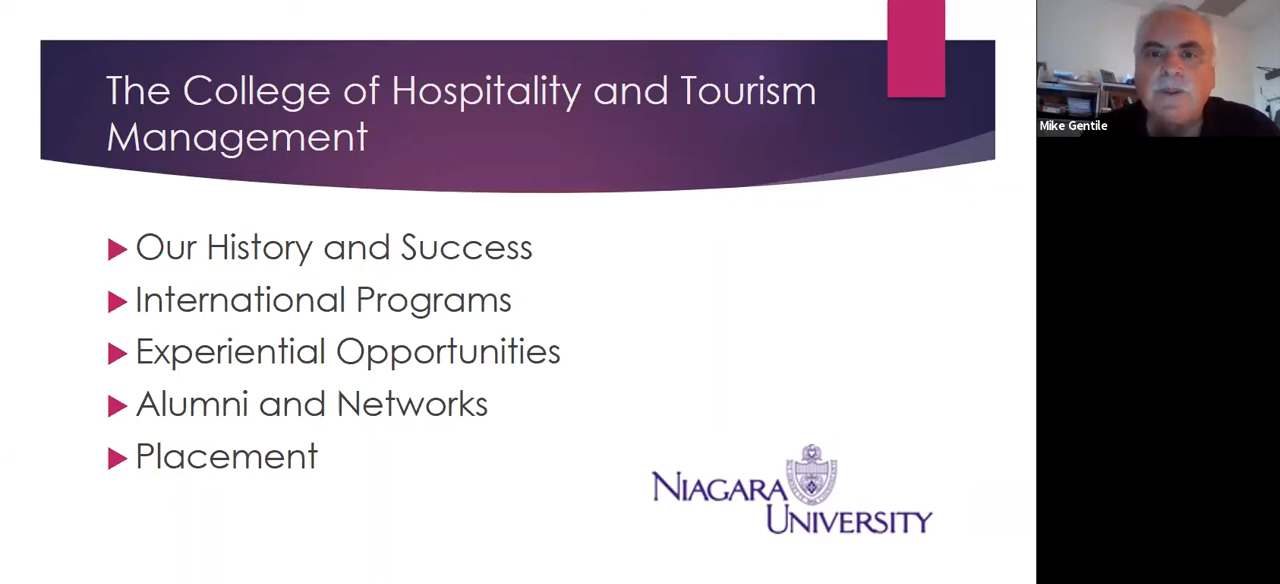 The College of Hospitality and Tourism
Management
Mike Gentile
Our History and Success
International Programs
Experiential Opportunities
Alumni and Networks
Placement
NIAGARA
UNIVERSITY